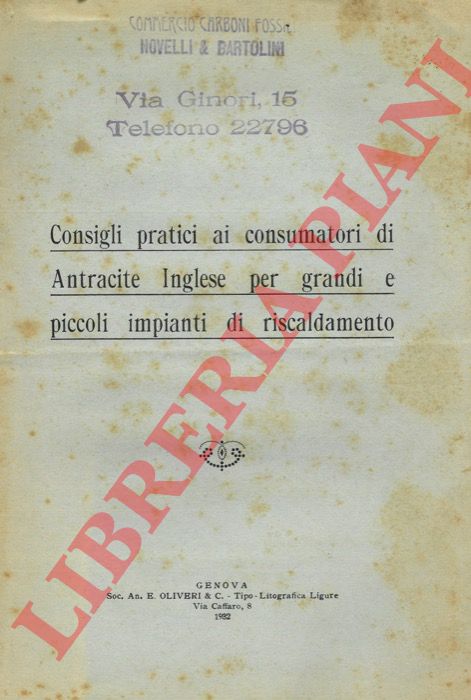 COMMERCIO CARBONI FOSSILI
NOVELLI & BARTOLINI
Via Ginori, 15
Telefono 22796
Consigli pratici ai consumatori di
Antracite Inglese per grandi e
piccoli impianti di riscaldamento
GENOVA
Soc. An. E. OLIVERI & C. - Tipo-Litografica Ligure
Via Caffaro, 8
1932
LIBRERIA PIANI